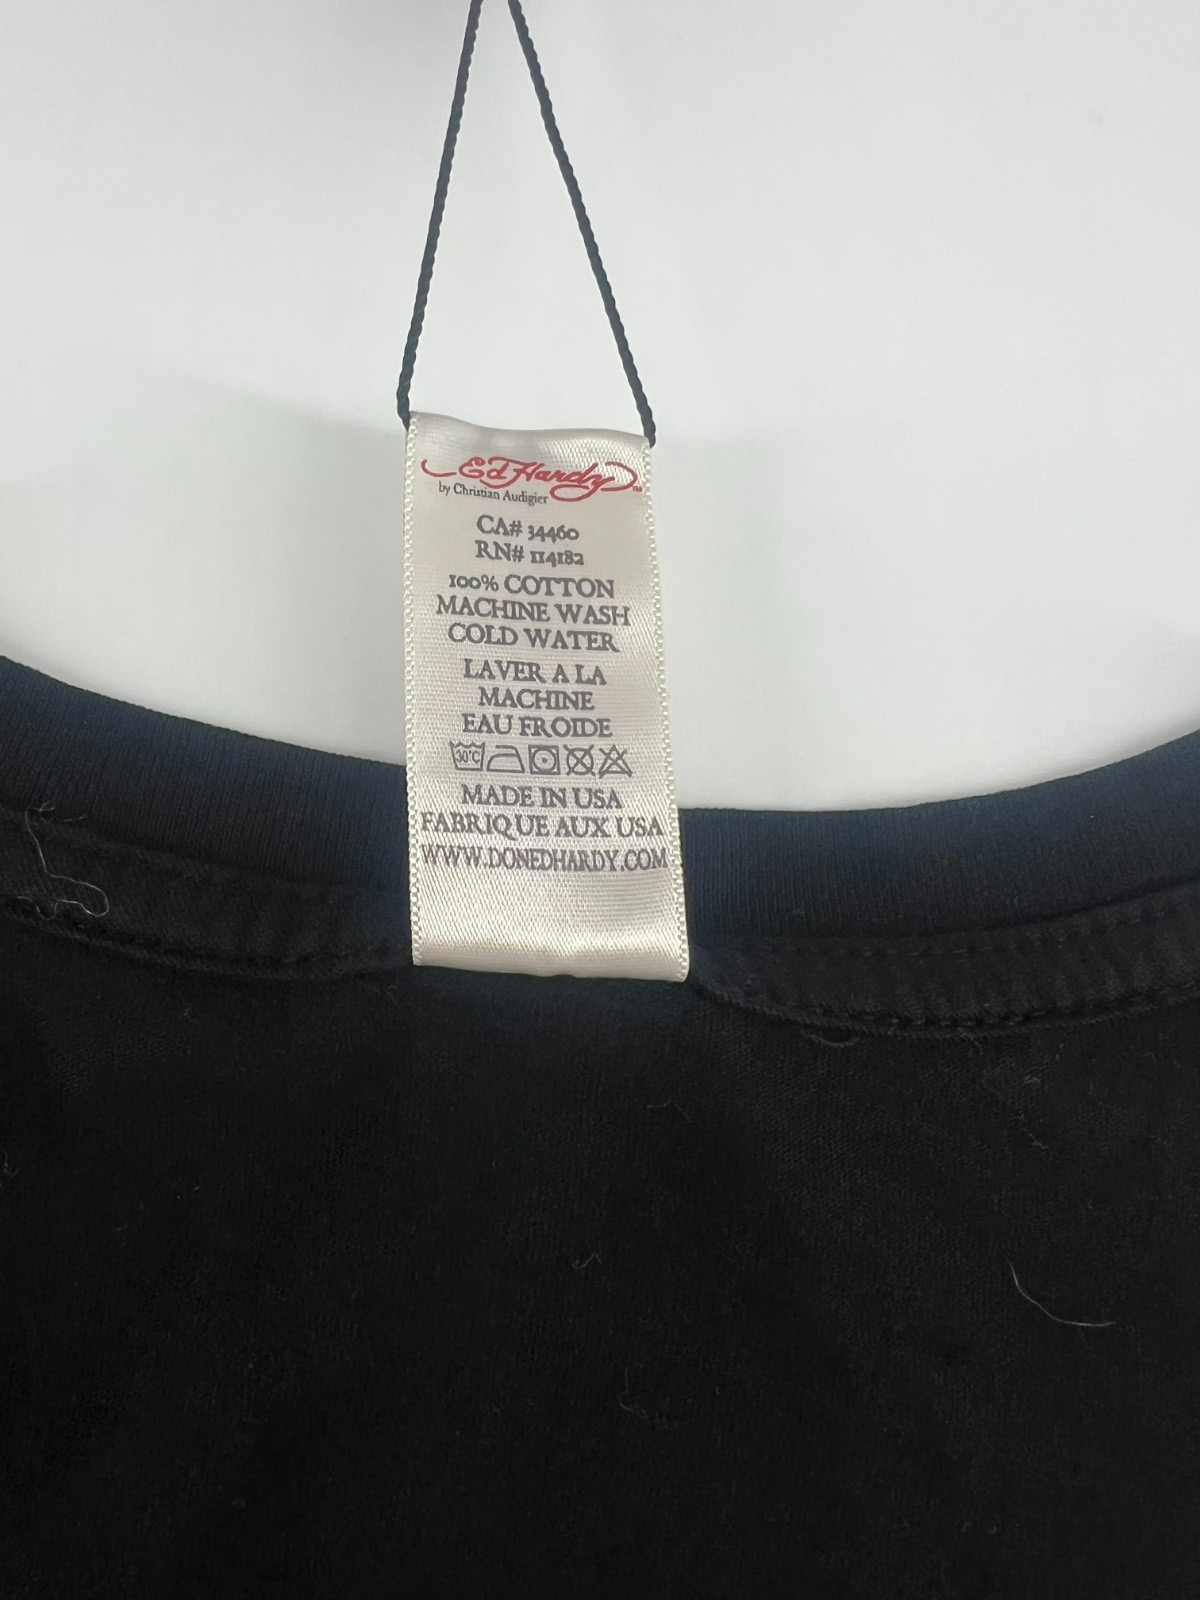 Ed Hardy™
by Christian Audigier
CA# 34460
RN# 114182
100% COTTON
MACHINE WASH
COLD WATER
LAVER A LA
MACHINE
EAU FROIDE
30°C
MADE IN USA
FABRIQUE AUX USA
WWW.DONEDHARDY.COM